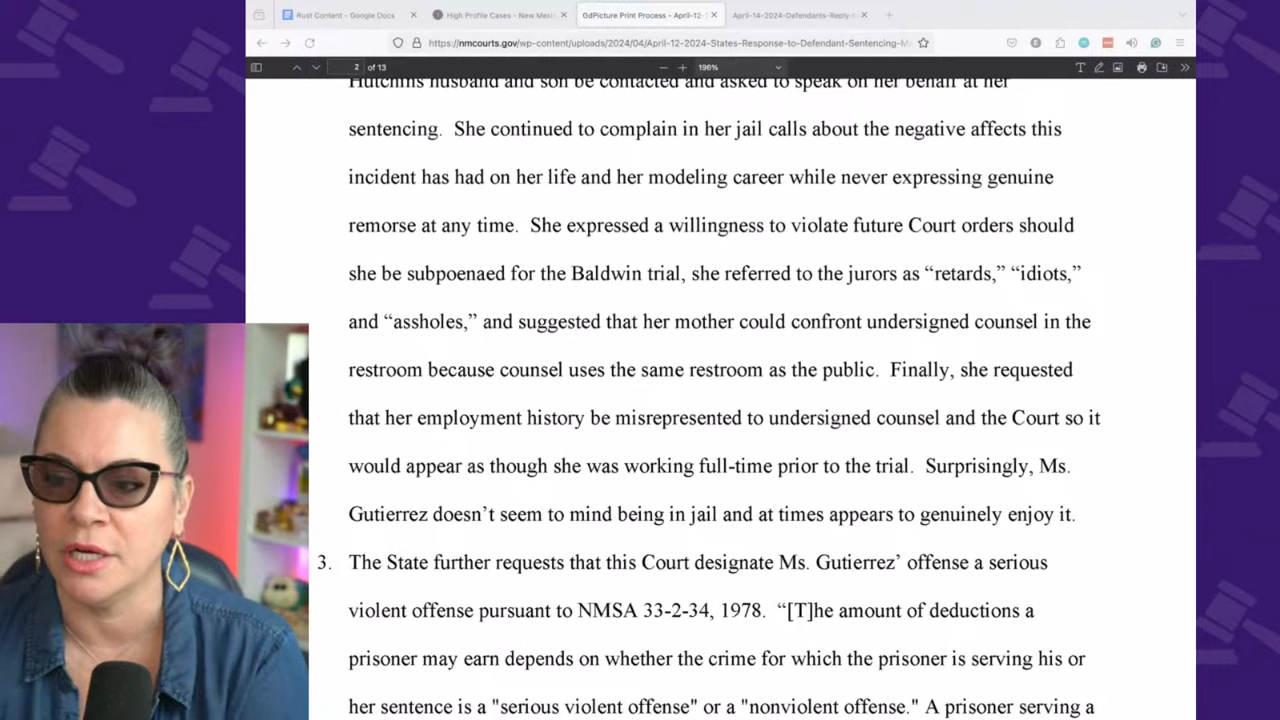 Rust Content - Google Docs
High Profile Cases - New Mexi
GdPicture Print Process - April-12-
April-14-2024-Defendants-Reply-
https://nmcourts.gov/wp-content/uploads/2024/04/April-12-2024-States-Response-to-Defendant-Sentencing-M
2 of 13
196%
Hutchins husband and son be contacted and asked to speak on her behalf at her
sentencing. She continued to complain in her jail calls about the negative affects this
incident has had on her life and her modeling career while never expressing genuine
remorse at any time. She expressed a willingness to violate future Court orders should
she be subpoenaed for the Baldwin trial, she referred to the jurors as “retards,” “idiots,”
and “assholes,” and suggested that her mother could confront undersigned counsel in the
restroom because counsel uses the same restroom as the public. Finally, she requested
that her employment history be misrepresented to undersigned counsel and the Court so it
would appear as though she was working full-time prior to the trial. Surprisingly, Ms.
Gutierrez doesn’t seem to mind being in jail and at times appears to genuinely enjoy it.
3. The State further requests that this Court designate Ms. Gutierrez’ offense a serious
violent offense pursuant to NMSA 33-2-34, 1978. “[T]he amount of deductions a
prisoner may earn depends on whether the crime for which the prisoner is serving his or
her sentence is a "serious violent offense" or a "nonviolent offense." A prisoner serving a